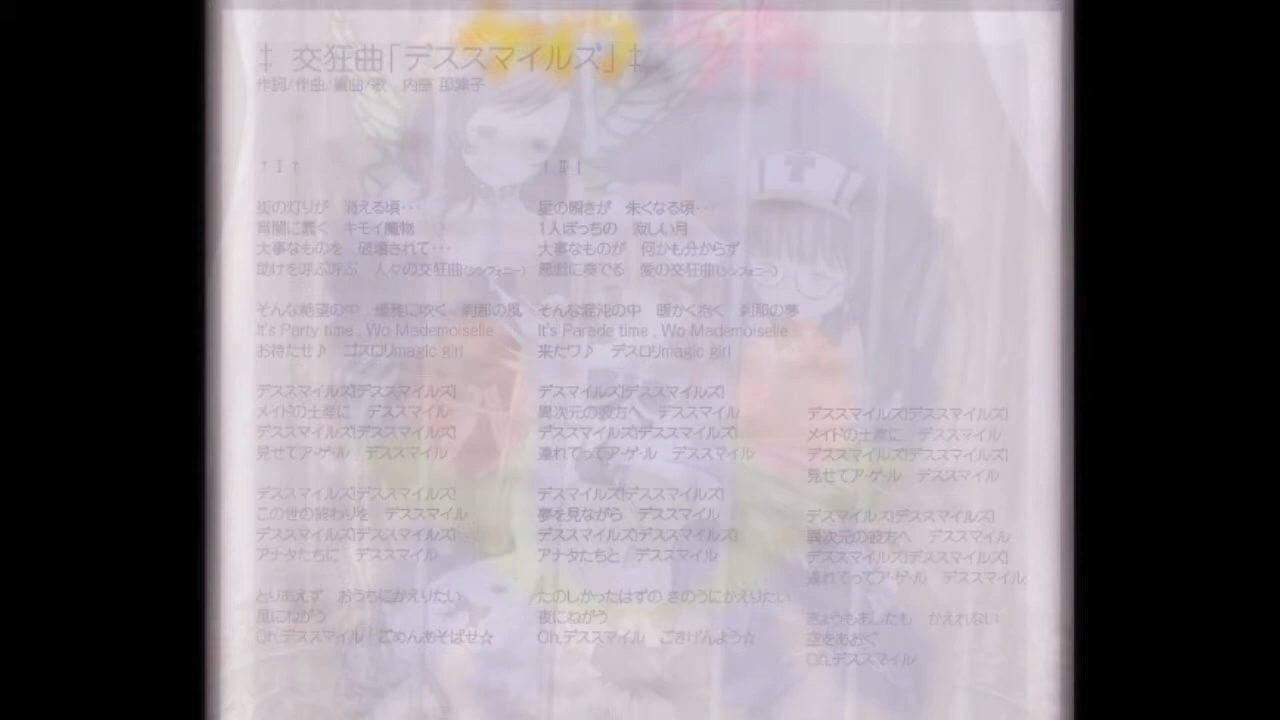 ‡ 交狂曲「デススマイルズ」 ‡
作詞/作曲/編曲/歌 内藤 那津子
† I †
街の灯りが 消える頃・・・
宵闇に蠢く キモイ魔物
大事なものを 破壊されて・・・
助けを呼ぶ呼ぶ 人々の交狂曲(シンフォニー)
そんな絶望の中 優雅に吹く 刹那の風
It's Party time , Wo Mademoiselle
お待たせ♪ ゴスロリmagic girl
デススマイルズ!デススマイルズ!
メイドの土産に デススマイル
デススマイルズ!デススマイルズ!
見せてア・ゲ・ル デススマイル
デススマイルズ!デススマイルズ!
この世の終わりを デススマイル
デススマイルズ!デススマイルズ!
アナタたちに デススマイル
とりあえず おうちにかえりたい
風にねがう
Oh,デススマイル ごめんあそばせ☆
† II †
星の瞬きが 朱くなる頃・・・
1人ぼっちの 寂しい月
大事なものが 何かも分からず
悪戯に奏でる 愛の交狂曲(シンフォニー)
そんな混沌の中 暖かく抱く 刹那の夢
It's Parade time , Wo Mademoiselle
来たワ♪ デスロリmagic girl
デスマイルズ!デススマイルズ!
異次元の彼方へ デススマイル
デススマイルズ!デススマイルズ!
連れてってア・ゲ・ル デススマイル
デスマイルズ!デススマイルズ!
夢を見ながら デススマイル
デススマイルズ!デススマイルズ!
アナタたちと デススマイル
たのしかったはずの きのうにかえりたい
夜にねがう
Oh,デススマイル ごきげんよう☆
デススマイルズ!デススマイルズ!
メイドの土産に デススマイル
デススマイルズ!デススマイルズ!
見せてア・ゲ・ル デススマイル
デスマイルズ!デススマイルズ!
異次元の彼方へ デススマイル
デススマイルズ!デススマイルズ!
連れてってア・ゲ・ル デススマイル
きょうもあしたも かえれない
空をあおぐ
Oh,デススマイル